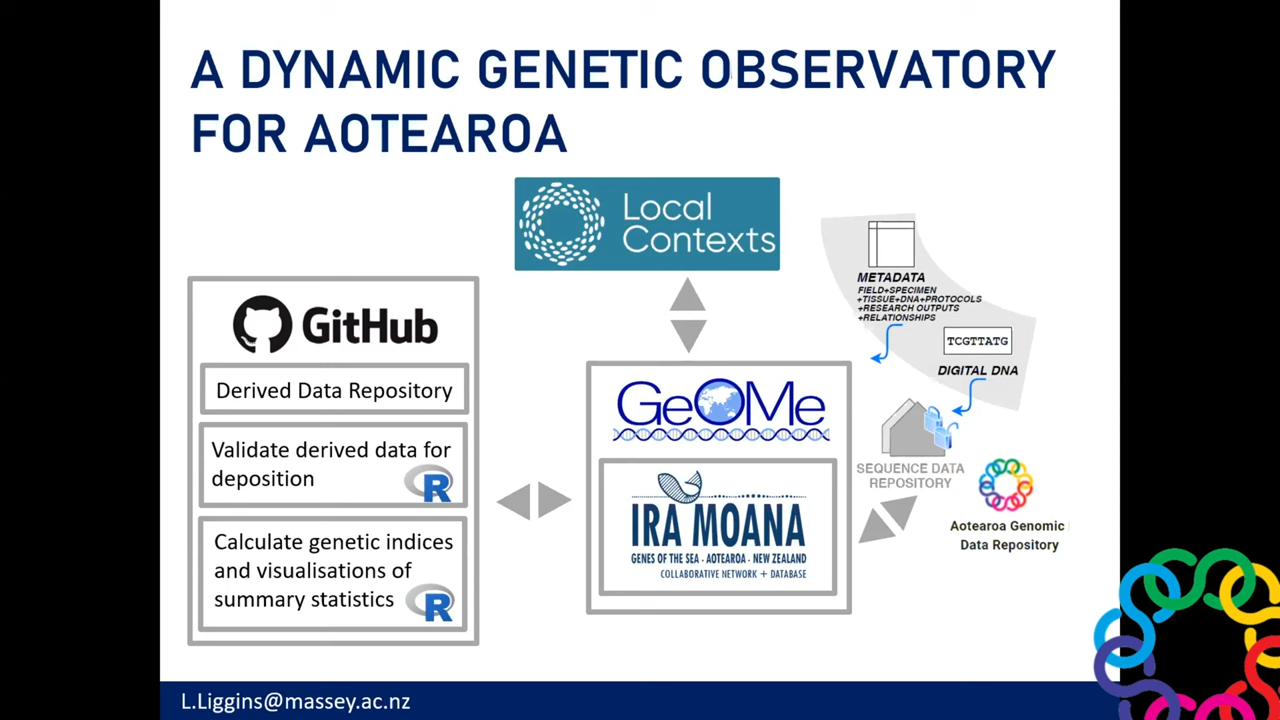 A DYNAMIC GENETIC OBSERVATORY
FOR AOTEAROA
Local
Contexts
GitHub
Derived Data Repository
Validate derived data for
deposition
R
Calculate genetic indices
and visualisations of
summary statistics
R
GeOMe
IRA MOANA
GENES OF THE SEA - AOTEAROA - NEW ZEALAND
COLLABORATIVE NETWORK + DATABASE
METADATA
FIELD+SPECIMEN
+TISSUE+DNA+PROTOCOLS
+RESEARCH OUTPUTS
+RELATIONSHIPS
TCGTTATG
DIGITAL DNA
SEQUENCE DATA
REPOSITORY
Aotearoa Genomic
Data Repository
L.Liggins@massey.ac.nz